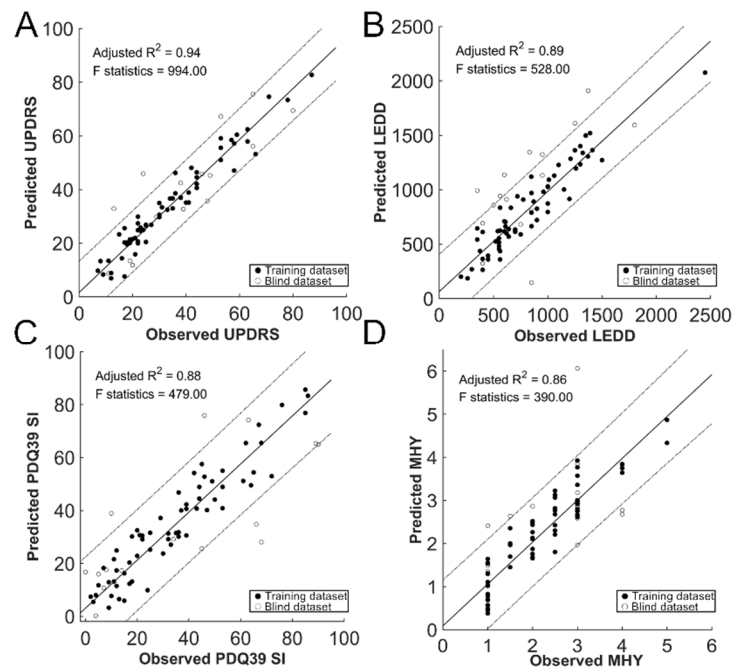 A
Adjusted R² = 0.94
F statistics = 994.00
100
80
60
40
20
0
Predicted UPDRS
0 20 40 60 80 100
Observed UPDRS
Training dataset
Blind dataset
B
Adjusted R² = 0.89
F statistics = 528.00
2500
2000
1500
1000
500
0
Predicted LEDD
0 500 1000 1500 2000 2500
Observed LEDD
Training dataset
Blind dataset
C
Adjusted R² = 0.88
F statistics = 479.00
100
80
60
40
20
0
Predicted PDQ39 SI
0 20 40 60 80 100
Observed PDQ39 SI
Training dataset
Blind dataset
D
Adjusted R² = 0.86
F statistics = 390.00
6
5
4
3
2
1
0
Predicted MHY
0 1 2 3 4 5 6
Observed MHY
Training dataset
Blind dataset